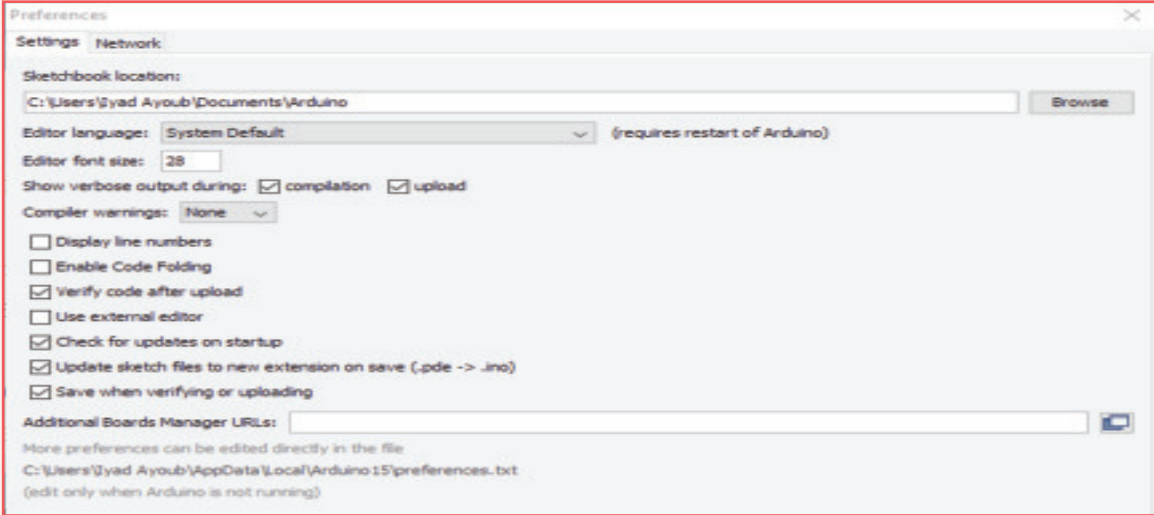 Preferences
Settings Network
Sketchbook location:
C:\Users\Iyad Ayoub\Documents\Arduino Browse
Editor language: System Default (requires restart of Arduino)
Editor font size: 28
Show verbose output during: compilation upload
Compiler warnings: None
Display line numbers
Enable Code Folding
Verify code after upload
Use external editor
Check for updates on startup
Update sketch files to new extension on save (.pde -> .ino)
Save when verifying or uploading
Additional Boards Manager URLs:
More preferences can be edited directly in the file
C:\Users\Iyad Ayoub\AppData\Local\Arduino15\preferences.txt
(edit only when Arduino is not running)